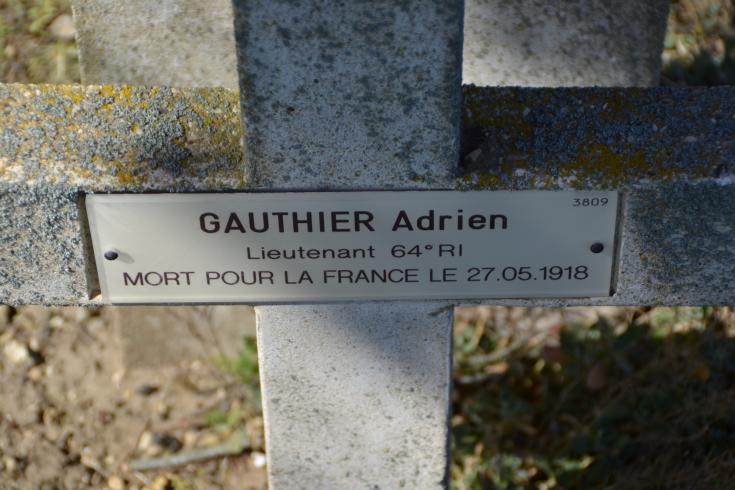 3809
GAUTHIER Adrien
Lieutenant 64° RI
MORT POUR LA FRANCE LE 27.05.1918